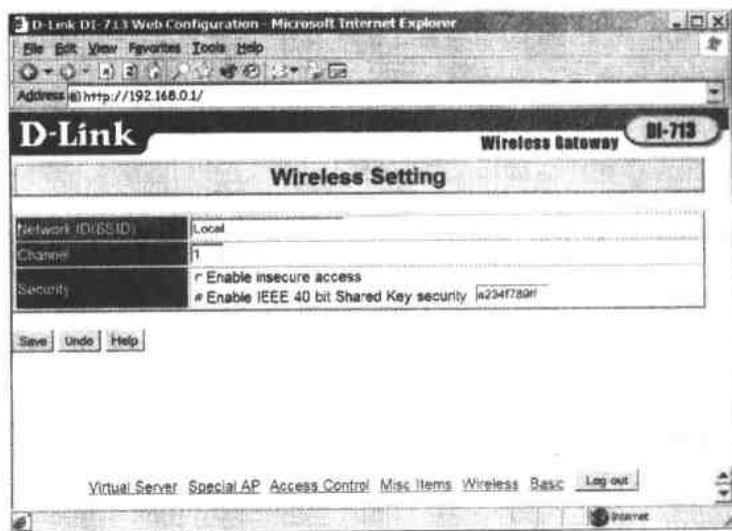 D-Link DI-713 Web Configuration - Microsoft Internet Explorer
File Edit View Favorites Tools Help
Address http://192.168.0.1/
D-Link
Wireless Gateway DI-713
Wireless Setting
Network ID(SSID) Local
Channel 1
Security Enable insecure access
Enable IEEE 40 bit Shared Key security a234f789ff
Save Undo Help
Virtual Server Special AP Access Control Misc Items Wireless Basic Log out
Internet